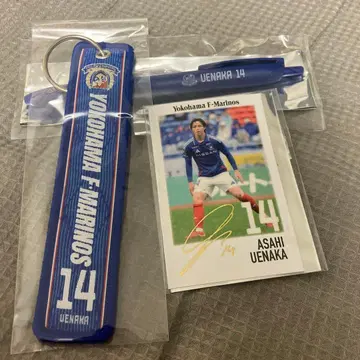 YOKOHAMA F·MARINOS
14
UENAKA
UENAKA 14
Yokohama F·Marinos
14
ASAHI
UENAKA